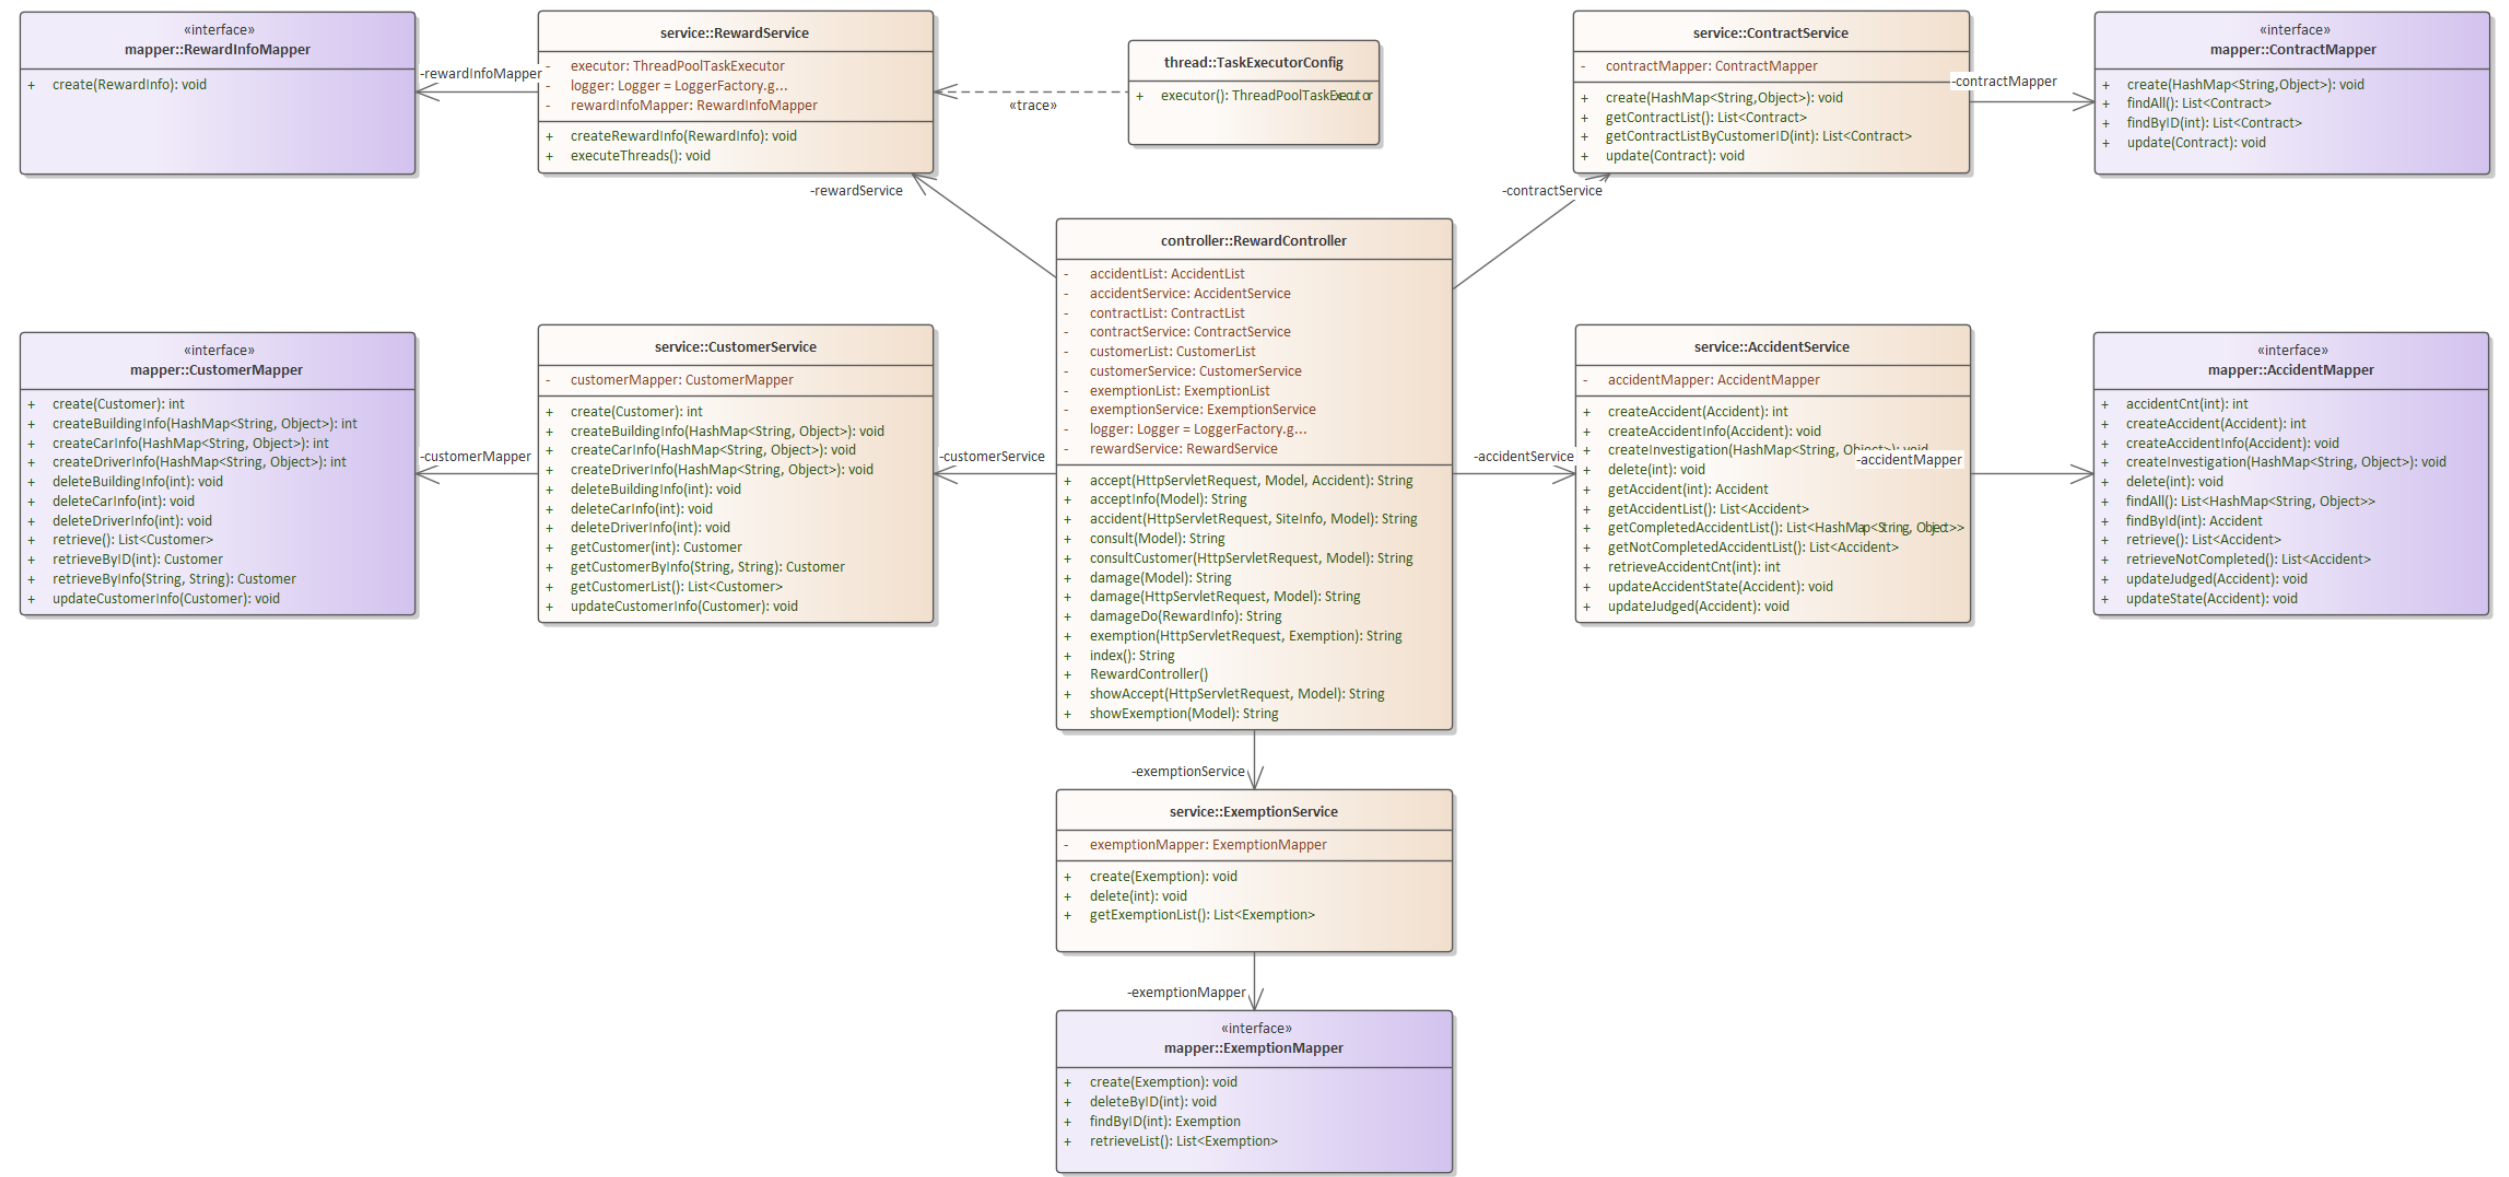 «interface»
mapper::RewardInfoMapper
+ create(RewardInfo): void
-rewardInfoMapper
service::RewardService
- executor: ThreadPoolTaskExecutor
- logger: Logger = LoggerFactory.g...
- rewardInfoMapper: RewardInfoMapper
+ createRewardInfo(RewardInfo): void
+ executeThreads(): void
«trace»
thread::TaskExecutorConfig
+ executor(): ThreadPoolTaskExecutor
service::ContractService
- contractMapper: ContractMapper
+ create(HashMap<String,Object>): void
+ getContractList(): List<Contract>
+ getContractListByCustomerID(int): List<Contract>
+ update(Contract): void
-contractMapper
«interface»
mapper::ContractMapper
+ create(HashMap<String,Object>): void
+ findAll(): List<Contract>
+ findByID(int): List<Contract>
+ update(Contract): void
-rewardService
-contractService
controller::RewardController
- accidentList: AccidentList
- accidentService: AccidentService
- contractList: ContractList
- contractService: ContractService
- customerList: CustomerList
- customerService: CustomerService
- exemptionList: ExemptionList
- exemptionService: ExemptionService
- logger: Logger = LoggerFactory.g...
- rewardService: RewardService
+ accept(HttpServletRequest, Model, Accident): String
+ acceptInfo(Model): String
+ accident(HttpServletRequest, SiteInfo, Model): String
+ consult(Model): String
+ consultCustomer(HttpServletRequest, Model): String
+ damage(Model): String
+ damage(HttpServletRequest, Model): String
+ damageDo(RewardInfo): String
+ exemption(HttpServletRequest, Exemption): String
+ index(): String
+ RewardController()
+ showAccept(HttpServletRequest, Model): String
+ showExemption(Model): String
«interface»
mapper::CustomerMapper
+ create(Customer): int
+ createBuildingInfo(HashMap<String, Object>): int
+ createCarInfo(HashMap<String, Object>): int
+ createDriverInfo(HashMap<String, Object>): int
+ deleteBuildingInfo(int): void
+ deleteCarInfo(int): void
+ deleteDriverInfo(int): void
+ retrieve(): List<Customer>
+ retrieveByID(int): Customer
+ retrieveByInfo(String, String): Customer
+ updateCustomerInfo(Customer): void
-customerMapper
service::CustomerService
- customerMapper: CustomerMapper
+ create(Customer): int
+ createBuildingInfo(HashMap<String, Object>): void
+ createCarInfo(HashMap<String, Object>): void
+ createDriverInfo(HashMap<String, Object>): void
+ deleteBuildingInfo(int): void
+ deleteCarInfo(int): void
+ deleteDriverInfo(int): void
+ getCustomer(int): Customer
+ getCustomerByInfo(String, String): Customer
+ getCustomerList(): List<Customer>
+ updateCustomerInfo(Customer): void
-customerService
-accidentService
service::AccidentService
- accidentMapper: AccidentMapper
+ createAccident(Accident): int
+ createAccidentInfo(Accident): void
+ createInvestigation(HashMap<String, Object>): void
+ delete(int): void
+ getAccident(int): Accident
+ getAccidentList(): List<Accident>
+ getCompletedAccidentList(): List<HashMap<String, Object>>
+ getNotCompletedAccidentList(): List<Accident>
+ retrieveAccidentCnt(int): int
+ updateAccidentState(Accident): void
+ updateJudged(Accident): void
-accidentMapper
«interface»
mapper::AccidentMapper
+ accidentCnt(int): int
+ createAccident(Accident): int
+ createAccidentInfo(Accident): void
+ createInvestigation(HashMap<String, Object>): void
+ delete(int): void
+ findAll(): List<HashMap<String, Object>>
+ findById(int): Accident
+ retrieve(): List<Accident>
+ retrieveNotCompleted(): List<Accident>
+ updateJudged(Accident): void
+ updateState(Accident): void
-exemptionService
service::ExemptionService
- exemptionMapper: ExemptionMapper
+ create(Exemption): void
+ delete(int): void
+ getExemptionList(): List<Exemption>
-exemptionMapper
«interface»
mapper::ExemptionMapper
+ create(Exemption): void
+ deleteByID(int): void
+ findByID(int): Exemption
+ retrieveList(): List<Exemption>